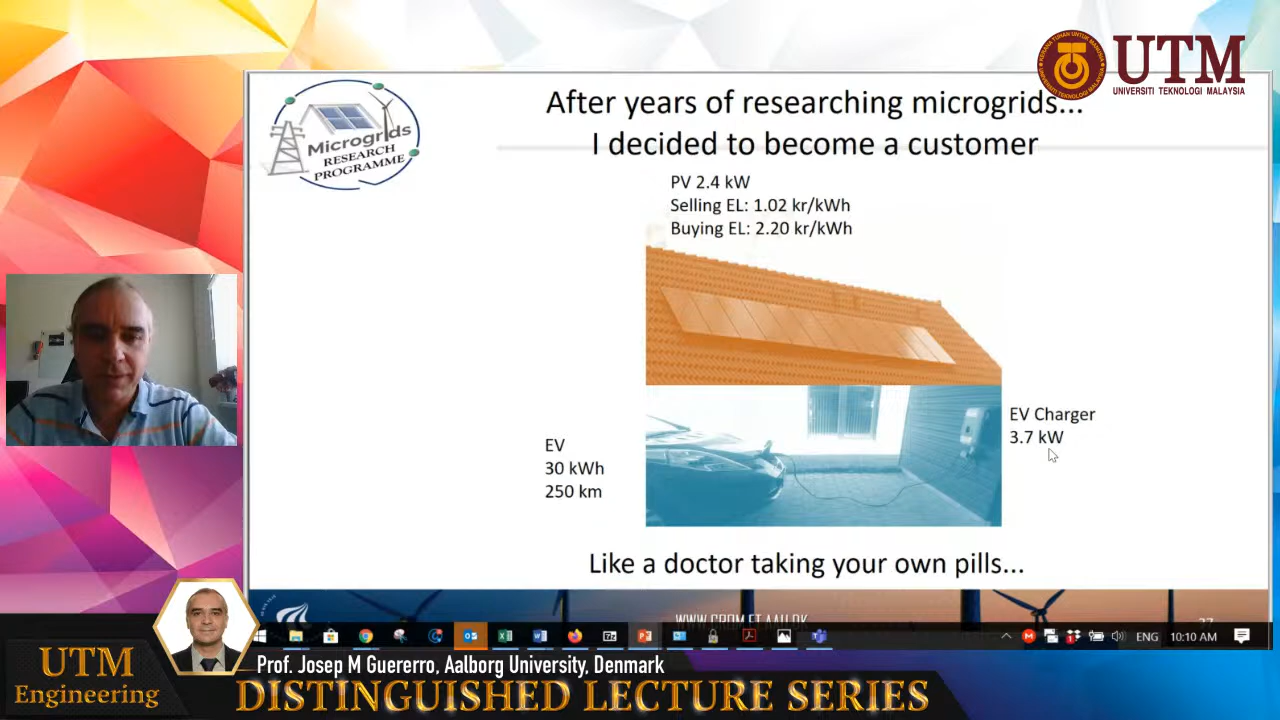 UTM
UNIVERSITI TEKNOLOGI MALAYSIA
Microgrids
RESEARCH
PROGRAMME
After years of researching microgrids...
I decided to become a customer
PV 2.4 kW
Selling EL: 1.02 kr/kWh
Buying EL: 2.20 kr/kWh
EV Charger
3.7 kW
EV
30 kWh
250 km
Like a doctor taking your own pills...
ENG
10:10 AM
UTM
Engineering
Prof. Josep M Guererro, Aalborg University, Denmark
DISTINGUISHED LECTURE SERIES